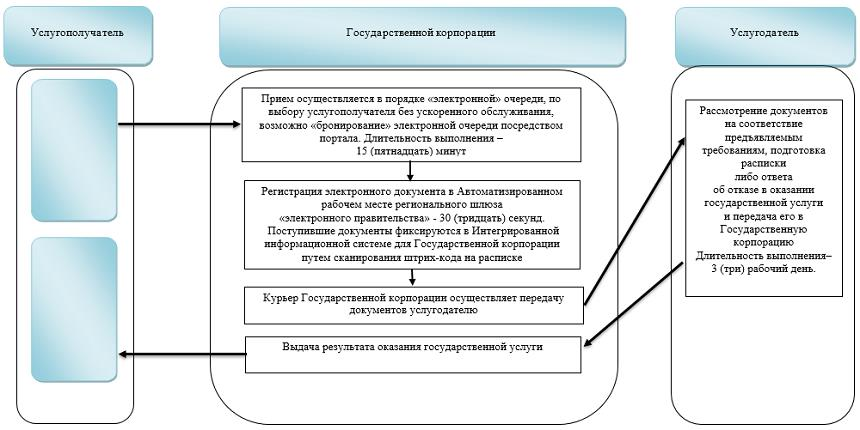 Услугополучатель
Государственной корпорации
Услугодатель
Прием осуществляется в порядке «электронной» очереди, по
выбору услугополучателя без ускоренного обслуживания,
возможно «бронирование» электронной очереди посредством
портала. Длительность выполнения –
15 (пятнадцать) минут
Регистрация электронного документа в Автоматизированном
рабочем месте регионального шлюза
«электронного правительства» - 30 (тридцать) секунд.
Поступившие документы фиксируются в Интегрированной
информационной системе для Государственной корпорации
путем сканирования штрих-кода на расписке
Курьер Государственной корпорации осуществляет передачу
документов услугодателю
Выдача результата оказания государственной услуги
Рассмотрение документов
на соответствие
предъявляемым
требованиям, подготовка
расписки
либо ответа
об отказе в оказании
государственной услуги
и передача его в
Государственную
корпорацию
Длительность выполнения–
3 (три) рабочий день.